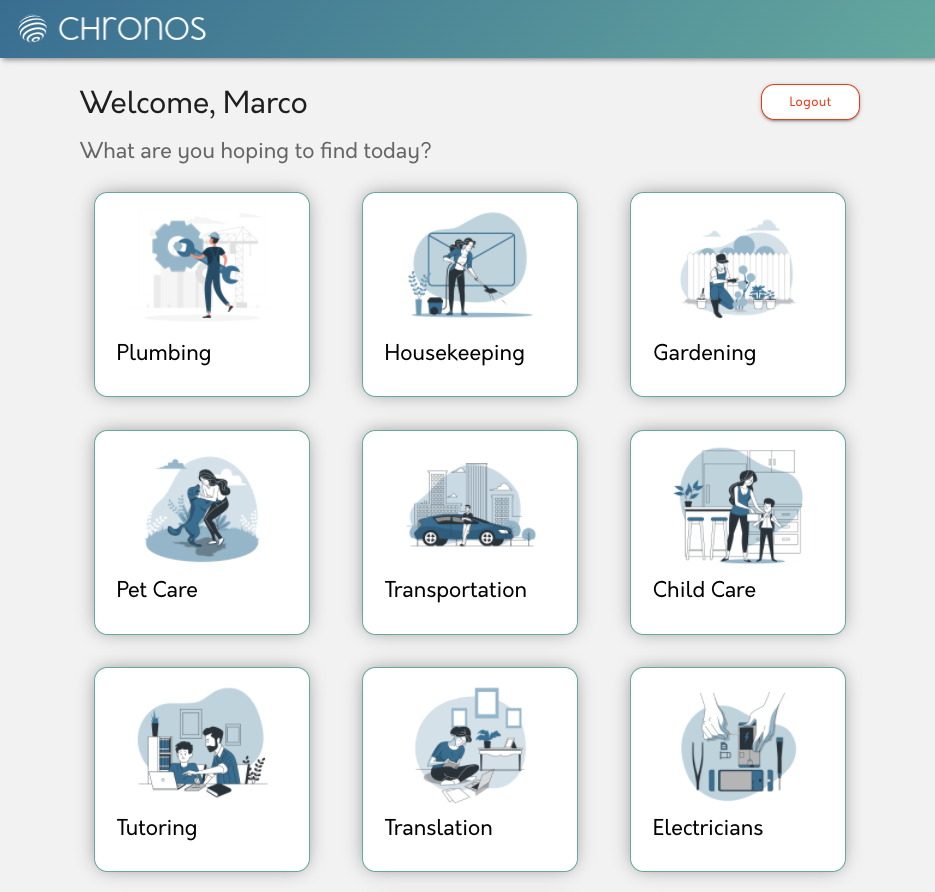 CHRONOS
Welcome, Marco
Logout
What are you hoping to find today?
Plumbing
Housekeeping
Gardening
Pet Care
Transportation
Child Care
Tutoring
Translation
Electricians